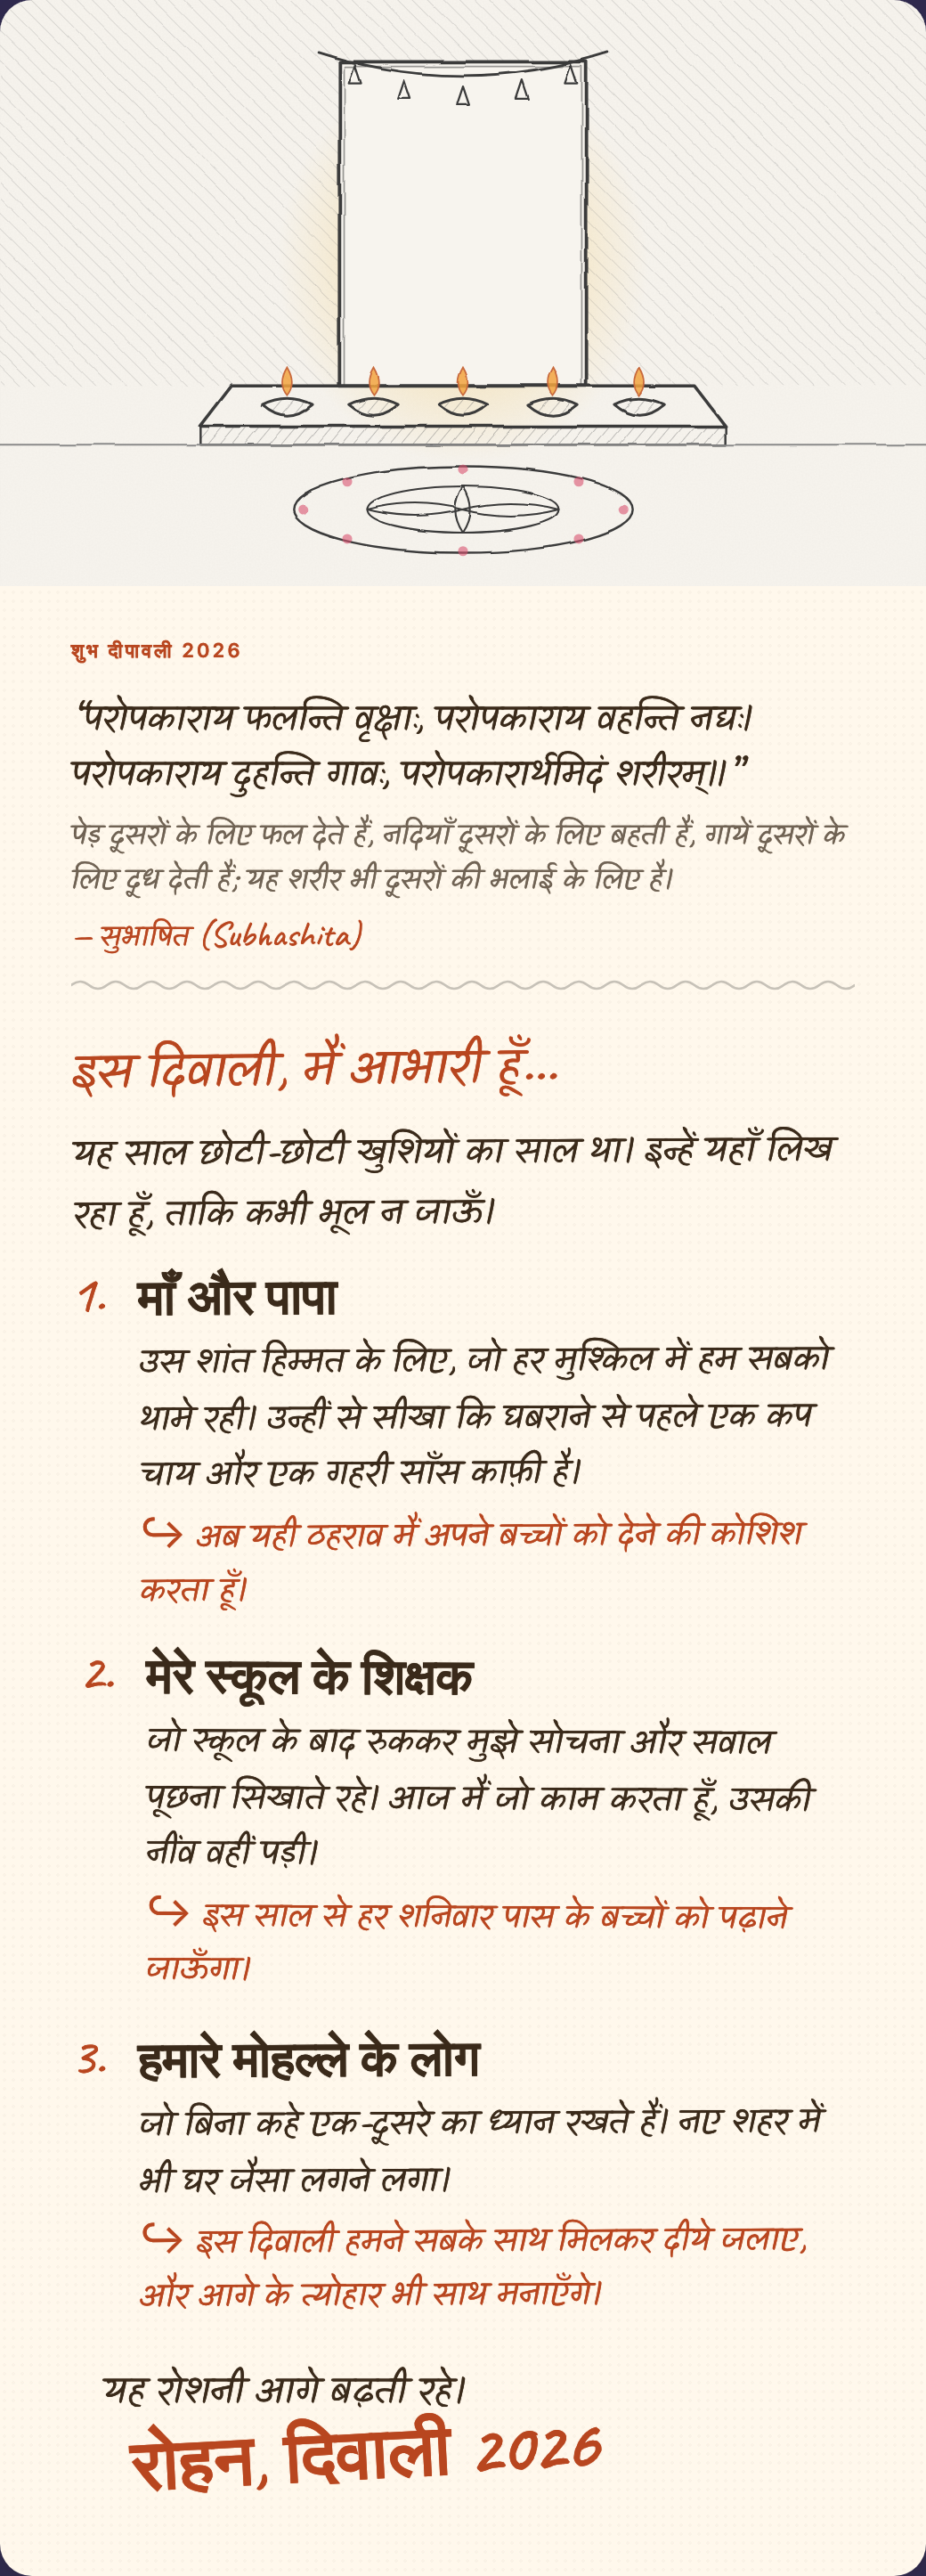 शुभ दीपावली 2026
“परोपकाराय फलन्ति वृक्षाः, परोपकाराय वहन्ति नद्यः।
परोपकाराय दुहन्ति गावः, परोपकारार्थमिदं शरीरम्॥”
पेड़ दूसरों के लिए फल देते हैं, नदियाँ दूसरों के लिए बहती हैं, गायें दूसरों के
लिए दूध देती हैं; यह शरीर भी दूसरों की भलाई के लिए है।
— सुभाषित (Subhashita)
इस दिवाली, मैं आभारी हूँ...
यह साल छोटी-छोटी खुशियों का साल था। इन्हें यहाँ लिख
रहा हूँ, ताकि कभी भूल न जाऊँ।
1. माँ और पापा
उस शांत हिम्मत के लिए, जो हर मुश्किल में हम सबको
थामे रही। उन्हीं से सीखा कि घबराने से पहले एक कप
चाय और एक गहरी साँस काफ़ी है।
↪ अब यही ठहराव मैं अपने बच्चों को देने की कोशिश
करता हूँ।
2. मेरे स्कूल के शिक्षक
जो स्कूल के बाद रुककर मुझे सोचना और सवाल
पूछना सिखाते रहे। आज मैं जो काम करता हूँ, उसकी
नींव वहीं पड़ी।
↪ इस साल से हर शनिवार पास के बच्चों को पढ़ाने
जाऊँगा।
3. हमारे मोहल्ले के लोग
जो बिना कहे एक-दूसरे का ध्यान रखते हैं। नए शहर में
भी घर जैसा लगने लगा।
↪ इस दिवाली हमने सबके साथ मिलकर दीये जलाए,
और आगे के त्योहार भी साथ मनाएँगे।
यह रोशनी आगे बढ़ती रहे।
रोहन, दिवाली 2026